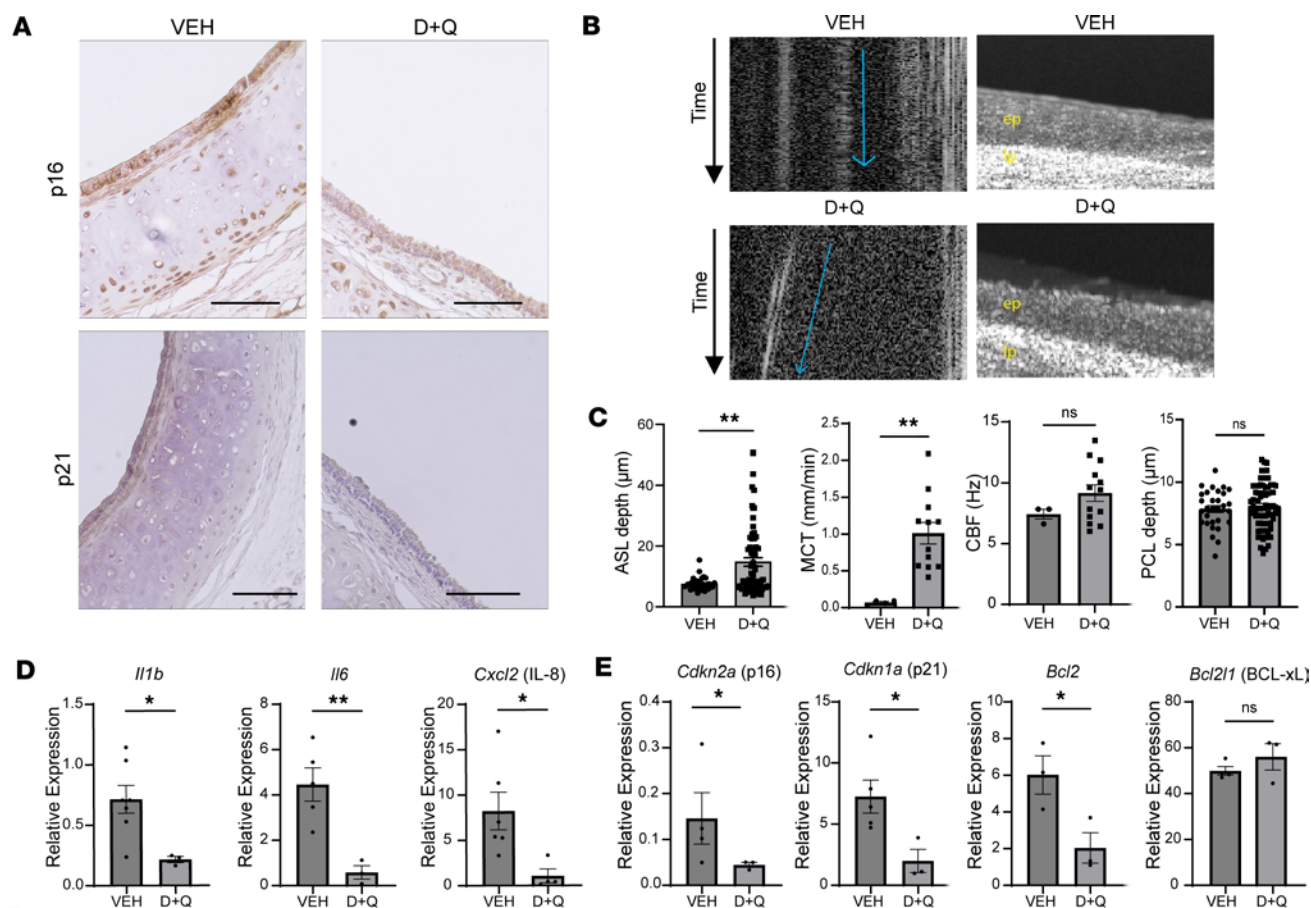 A
VEH
D+Q
p16
p21
B
VEH
VEH
Time
ep
lp
D+Q
D+Q
Time
ep
lp
C
**
**
ns
ns
ASL depth (µm)
60
40
20
0
VEH
D+Q
MCT (mm/min)
2.5
2.0
1.5
1.0
0.5
0.0
VEH
D+Q
CBF (Hz)
15
10
5
0
VEH
D+Q
PCL depth (µm)
20
15
10
5
0
VEH
D+Q
D
Il1b
*
Relative Expression
1.5
1.0
0.5
0.0
VEH
D+Q
Il6
**
Relative Expression
8
6
4
2
0
VEH
D+Q
Cxcl2 (IL-8)
*
Relative Expression
20
15
10
5
0
VEH
D+Q
E
Cdkn2a (p16)
*
Relative Expression
0.4
0.3
0.2
0.1
0.0
VEH
D+Q
Cdkn1a (p21)
*
Relative Expression
15
10
5
0
VEH
D+Q
Bcl2
*
Relative Expression
10
8
6
4
2
0
VEH
D+Q
Bcl2l1 (BCL-xL)
ns
Relative Expression
80
60
40
20
0
VEH
D+Q